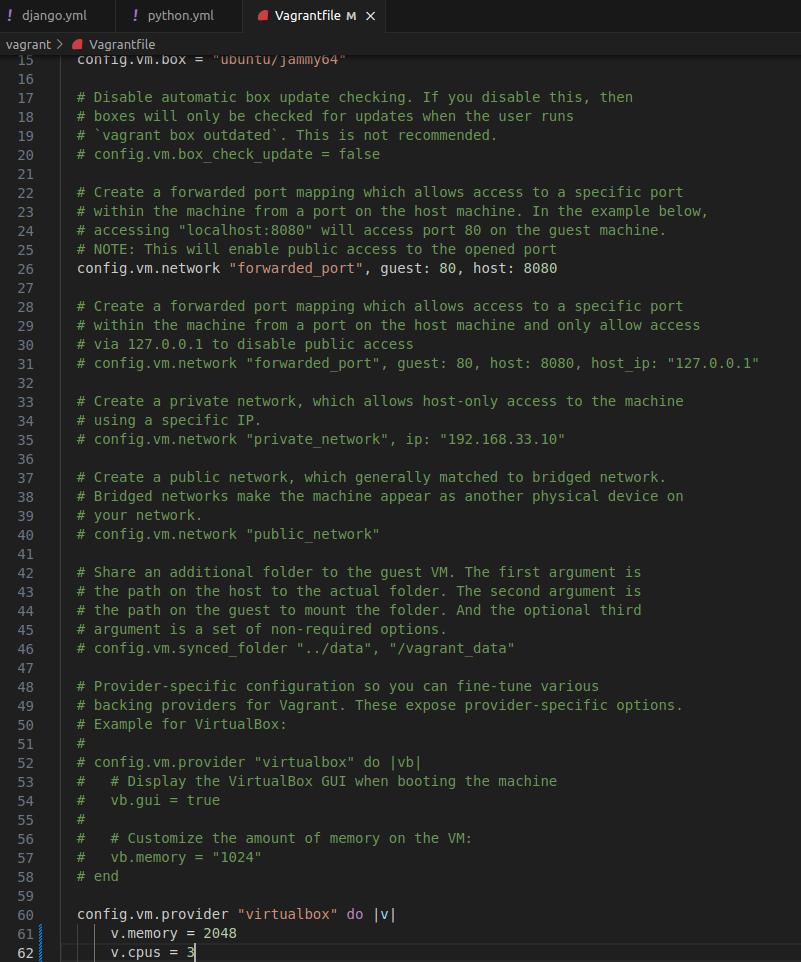 ! django.yml ! python.yml Vagrantfile M ×
vagrant > Vagrantfile
15 config.vm.box = "ubuntu/jammy64"
16
17 # Disable automatic box update checking. If you disable this, then
18 # boxes will only be checked for updates when the user runs
19 # `vagrant box outdated`. This is not recommended.
20 # config.vm.box_check_update = false
21
22 # Create a forwarded port mapping which allows access to a specific port
23 # within the machine from a port on the host machine. In the example below,
24 # accessing "localhost:8080" will access port 80 on the guest machine.
25 # NOTE: This will enable public access to the opened port
26 config.vm.network "forwarded_port", guest: 80, host: 8080
27
28 # Create a forwarded port mapping which allows access to a specific port
29 # within the machine from a port on the host machine and only allow access
30 # via 127.0.0.1 to disable public access
31 # config.vm.network "forwarded_port", guest: 80, host: 8080, host_ip: "127.0.0.1"
32
33 # Create a private network, which allows host-only access to the machine
34 # using a specific IP.
35 # config.vm.network "private_network", ip: "192.168.33.10"
36
37 # Create a public network, which generally matched to bridged network.
38 # Bridged networks make the machine appear as another physical device on
39 # your network.
40 # config.vm.network "public_network"
41
42 # Share an additional folder to the guest VM. The first argument is
43 # the path on the host to the actual folder. The second argument is
44 # the path on the guest to mount the folder. And the optional third
45 # argument is a set of non-required options.
46 # config.vm.synced_folder "../data", "/vagrant_data"
47
48 # Provider-specific configuration so you can fine-tune various
49 # backing providers for Vagrant. These expose provider-specific options.
50 # Example for VirtualBox:
51 #
52 # config.vm.provider "virtualbox" do |vb|
53 #   # Display the VirtualBox GUI when booting the machine
54 #   vb.gui = true
55 #
56 #   # Customize the amount of memory on the VM:
57 #   vb.memory = "1024"
58 # end
59
60 config.vm.provider "virtualbox" do |v|
61 v.memory = 2048
62 v.cpus = 3